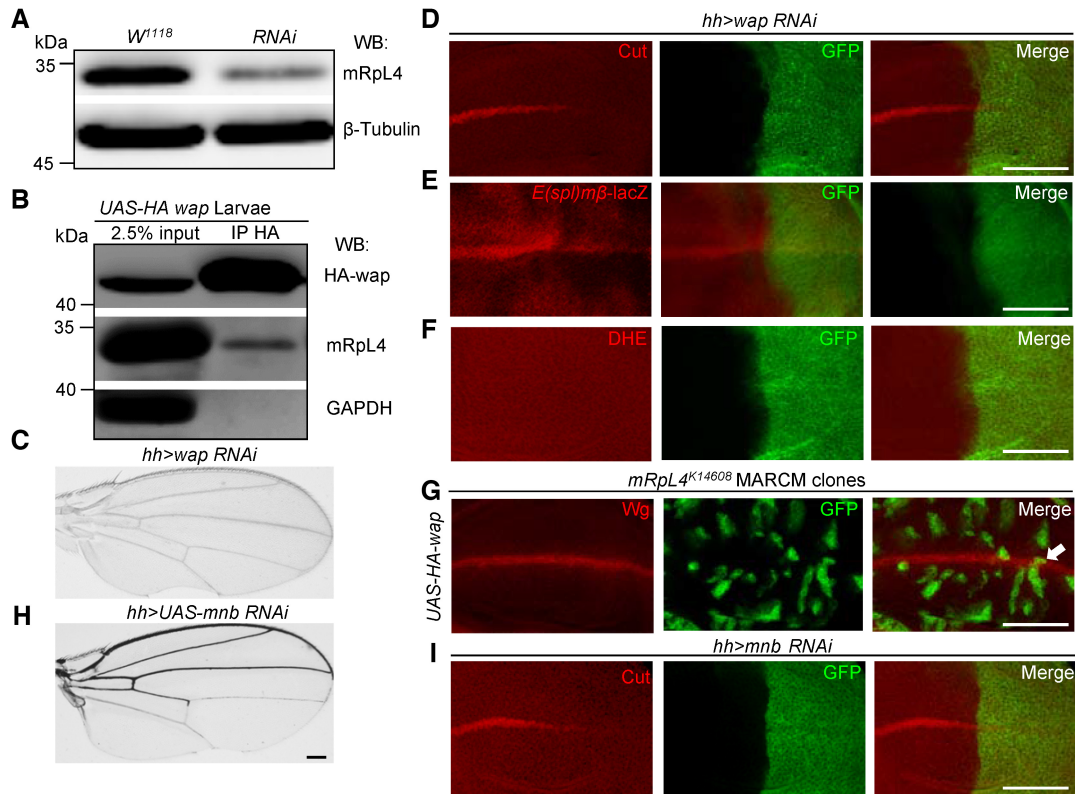 A
kDa
W1118
RNAi
WB:
35
mRpL4
β-Tubulin
45
B
UAS-HA wap Larvae
kDa
2.5% input
IP HA
WB:
HA-wap
40
35
mRpL4
40
GAPDH
C
hh>wap RNAi
H
hh>UAS-mnb RNAi
D
hh>wap RNAi
Cut
GFP
Merge
E
E(spl)mβ-lacZ
GFP
Merge
F
DHE
GFP
Merge
G
mRpL4K14608 MARCM clones
UAS-HA-wap
Wg
GFP
Merge
I
hh>mnb RNAi
Cut
GFP
Merge